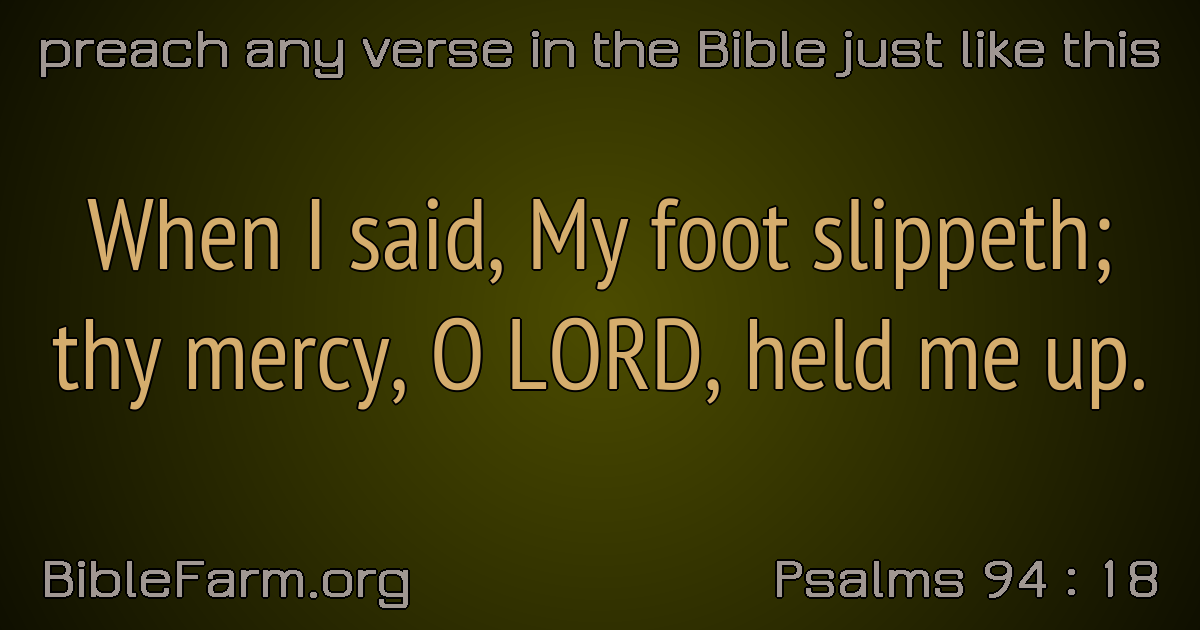 preach any verse in the Bible just like this
When I said, My foot slippeth;
thy mercy, O LORD, held me up.
BibleFarm.org
Psalms 94 : 18